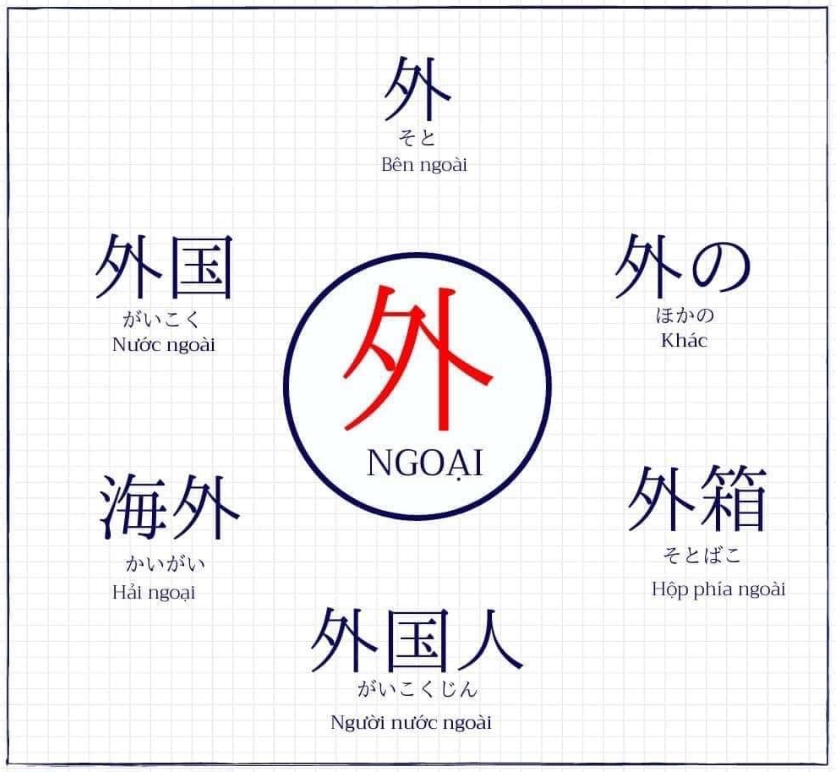 外
そと
Bên ngoài
外国
がいこく
Nước ngoài
外の
ほかの
Khác
外
NGOẠI
海外
かいがい
Hải ngoại
外箱
そとばこ
Hộp phía ngoài
外国人
がいこくじん
Người nước ngoài